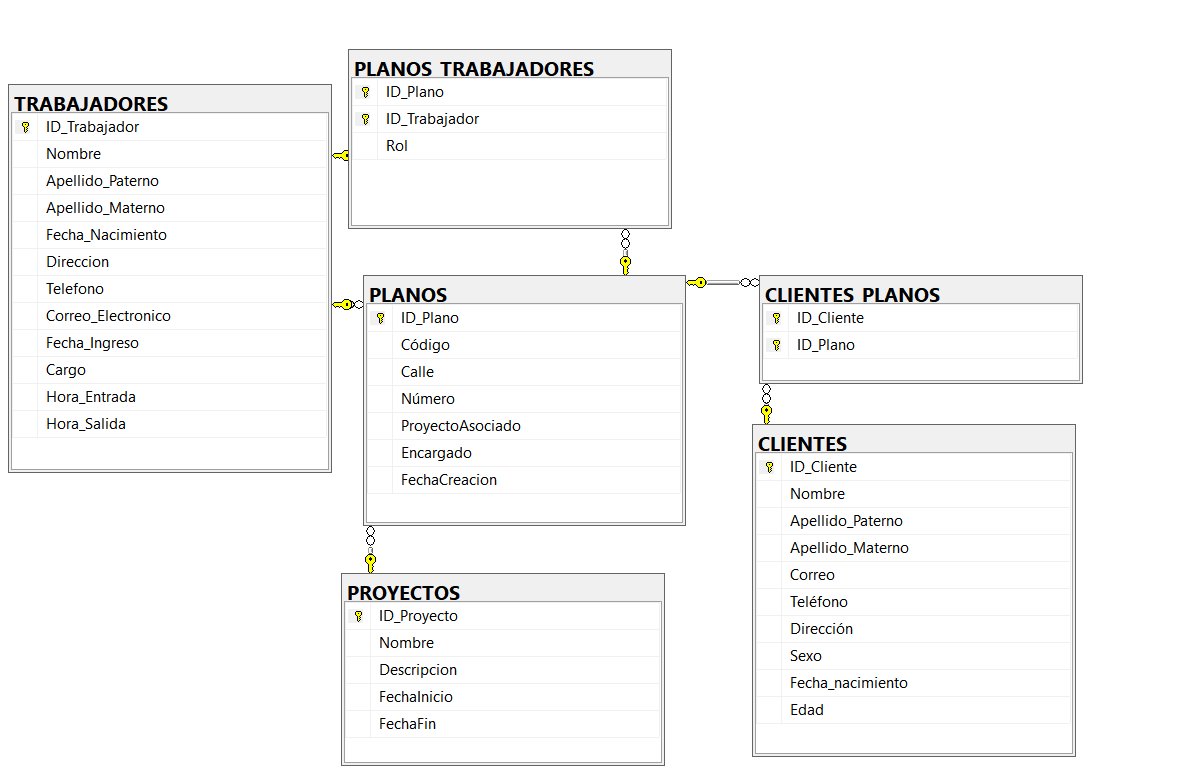 PLANOS_TRABAJADORES
ID_Plano
ID_Trabajador
Rol
TRABAJADORES
ID_Trabajador
Nombre
Apellido_Paterno
Apellido_Materno
Fecha_Nacimiento
Direccion
Telefono
Correo_Electronico
Fecha_Ingreso
Cargo
Hora_Entrada
Hora_Salida
PLANOS
ID_Plano
Código
Calle
Número
ProyectoAsociado
Encargado
FechaCreacion
CLIENTES_PLANOS
ID_Cliente
ID_Plano
CLIENTES
ID_Cliente
Nombre
Apellido_Paterno
Apellido_Materno
Correo
Teléfono
Dirección
Sexo
Fecha_nacimiento
Edad
PROYECTOS
ID_Proyecto
Nombre
Descripcion
FechaInicio
FechaFin